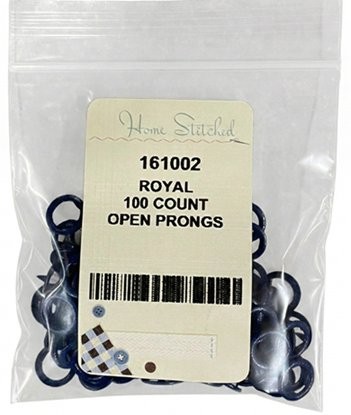 Home Stitched
161002
ROYAL
100 COUNT
OPEN PRONGS